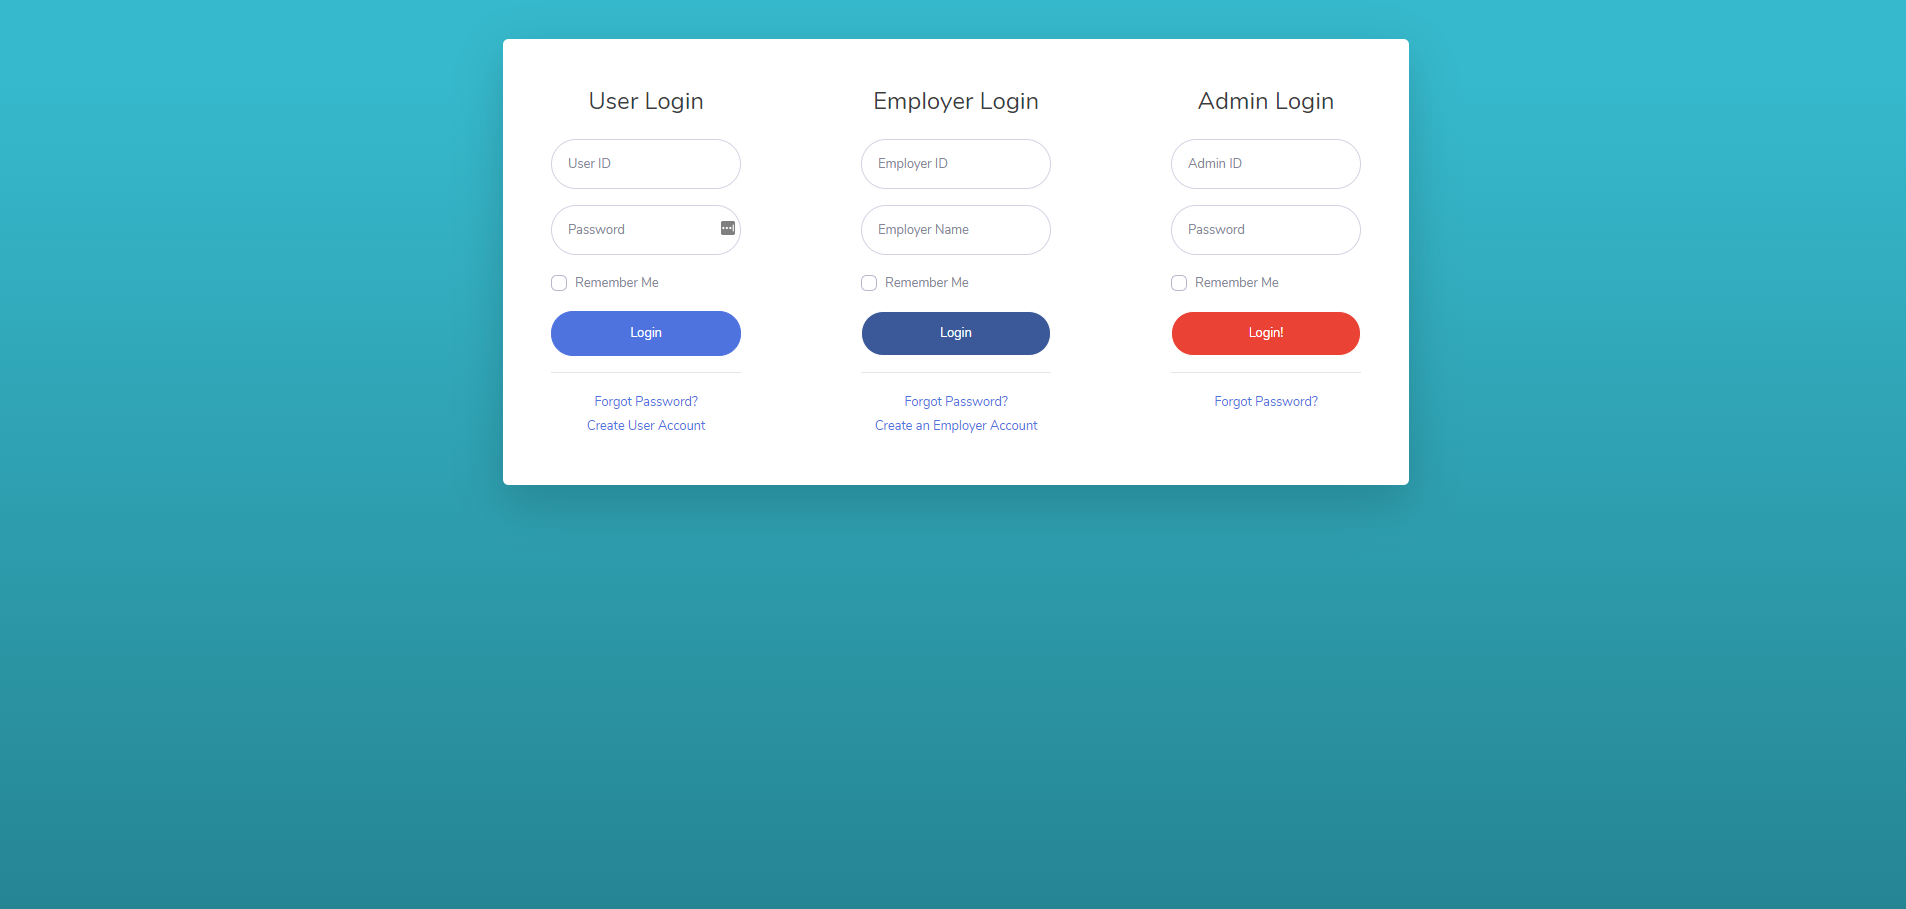 User Login
User ID
Password
Remember Me
Login
Forgot Password?
Create User Account
Employer Login
Employer ID
Employer Name
Remember Me
Login
Forgot Password?
Create an Employer Account
Admin Login
Admin ID
Password
Remember Me
Login!
Forgot Password?